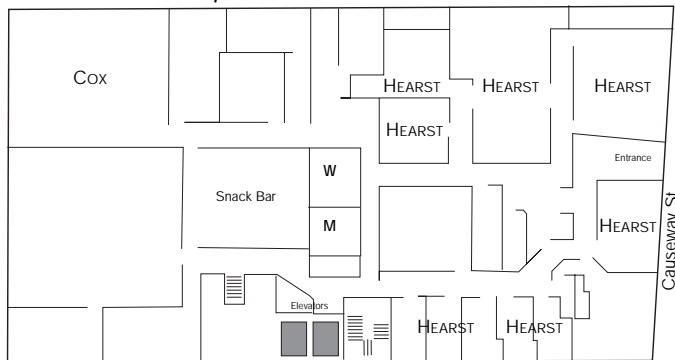 COX
HEARST
HEARST
HEARST
HEARST
Entrance
W
Snack Bar
M
HEARST
Causeway St
Elevators
HEARST
HEARST